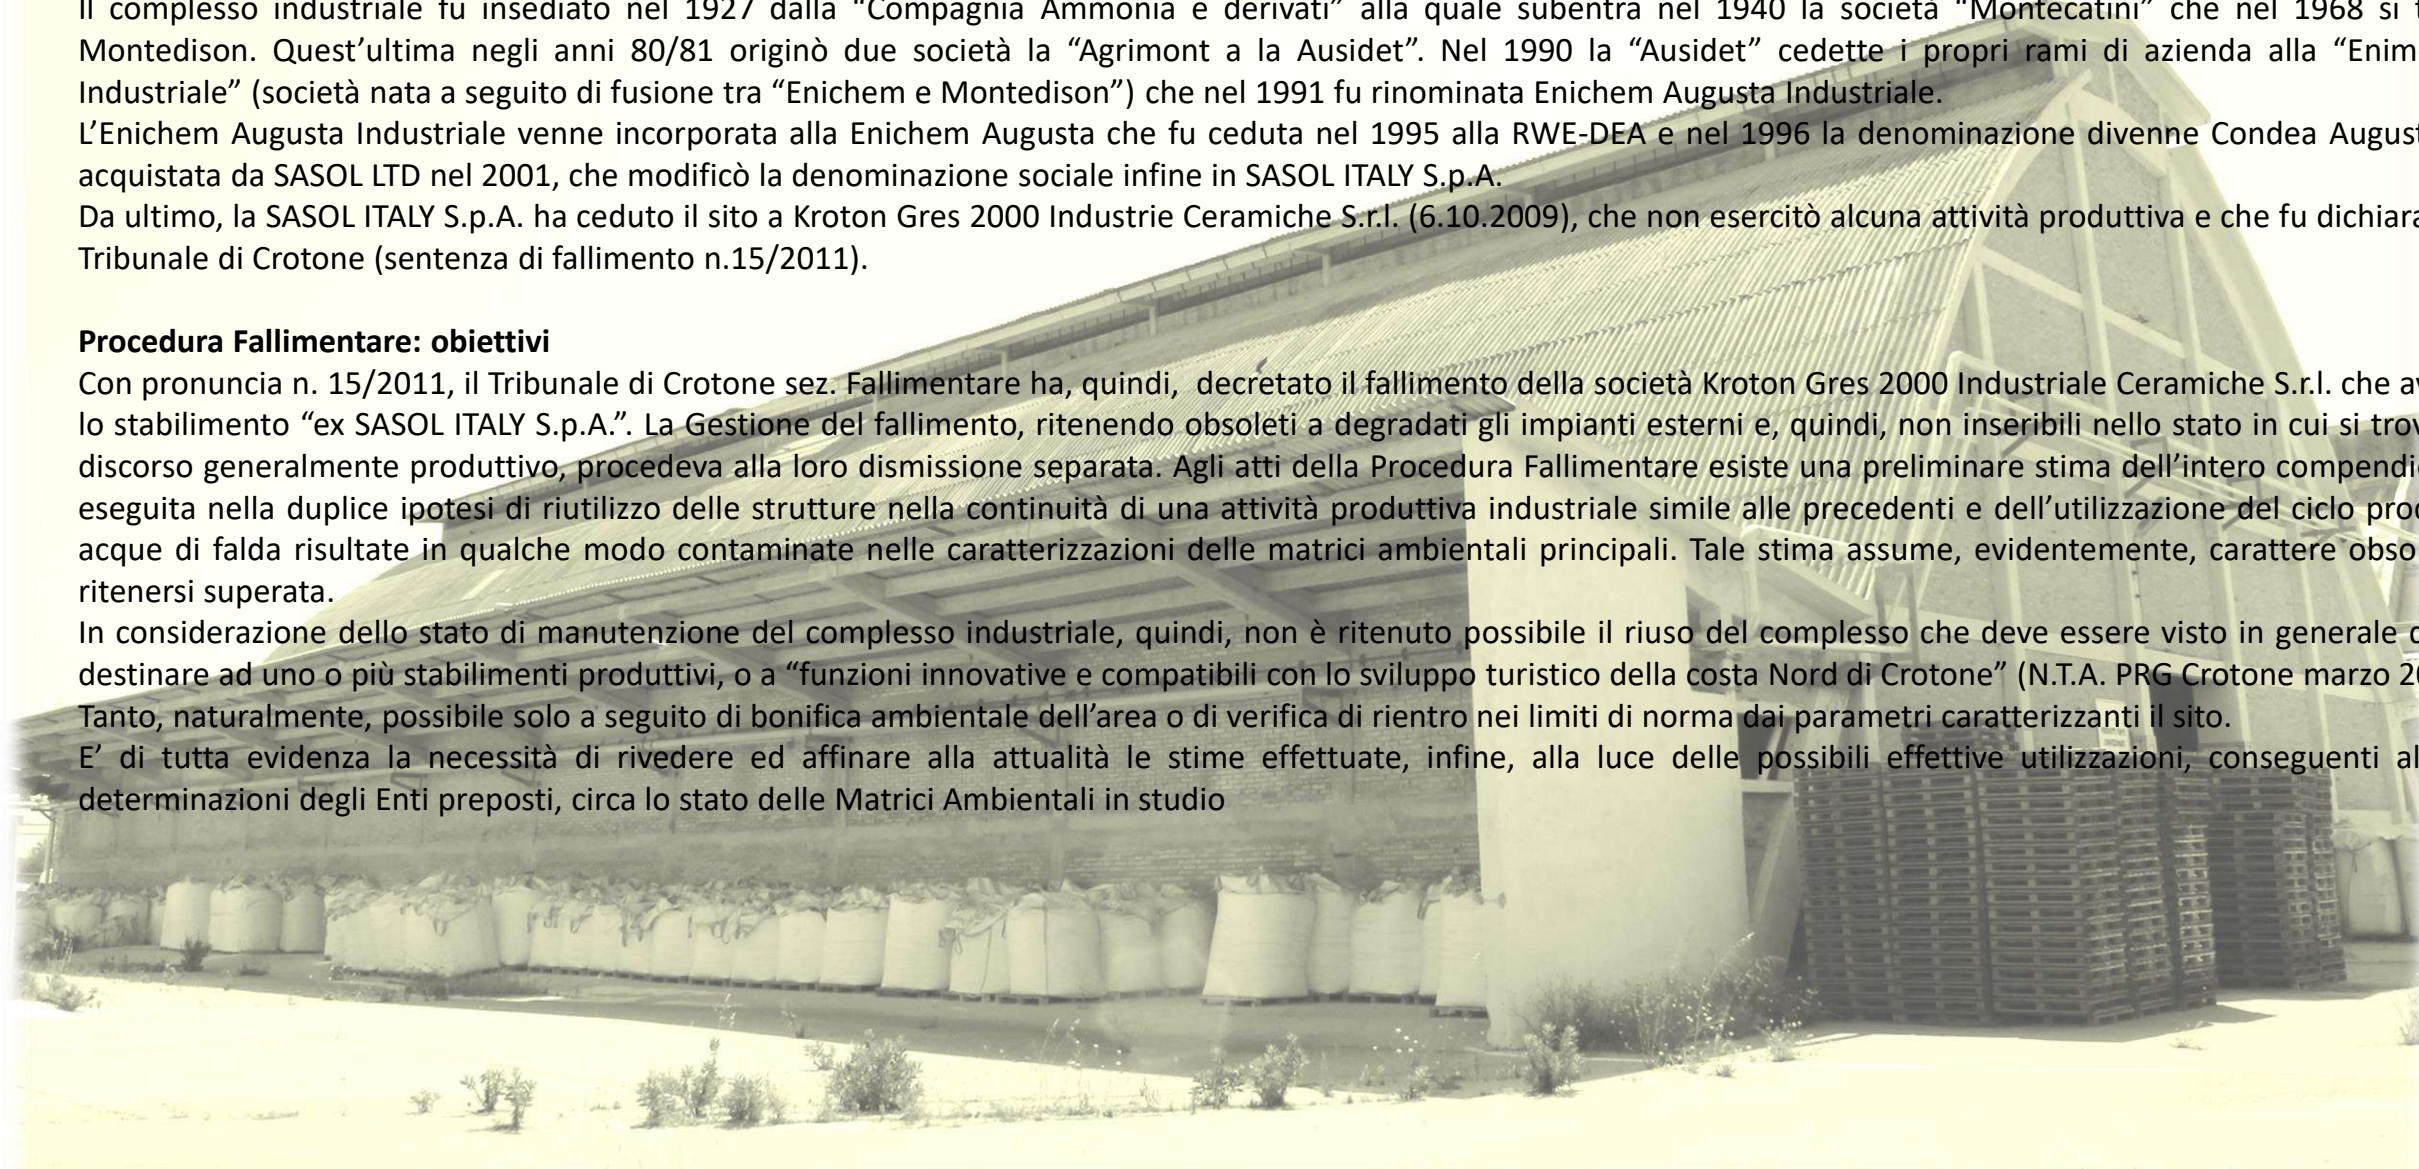 Il complesso industriale fu insediato nel 1927 dalla “Compagnia Ammonia e derivati” alla quale subentra nel 1940 la società “Montecatini” che nel 1968 si
Montedison. Quest’ultima negli anni 80/81 originò due società la “Agrimont a la Ausidet”. Nel 1990 la “Ausidet” cedette i propri rami di azienda alla “Enim
Industriale” (società nata a seguito di fusione tra “Enichem e Montedison”) che nel 1991 fu rinominata Enichem Augusta Industriale.
L’Enichem Augusta Industriale venne incorporata alla Enichem Augusta che fu ceduta nel 1995 alla RWE-DEA e nel 1996 la denominazione divenne Condea August
acquistata da SASOL LTD nel 2001, che modificò la denominazione sociale infine in SASOL ITALY S.p.A.
Da ultimo, la SASOL ITALY S.p.A. ha ceduto il sito a Kroton Gres 2000 Industrie Ceramiche S.r.l. (6.10.2009), che non esercitò alcuna attività produttiva e che fu dichiara
Tribunale di Crotone (sentenza di fallimento n.15/2011).
Procedura Fallimentare: obiettivi
Con pronuncia n. 15/2011, il Tribunale di Crotone sez. Fallimentare ha, quindi, decretato il fallimento della società Kroton Gres 2000 Industriale Ceramiche S.r.l. che av
lo stabilimento “ex SASOL ITALY S.p.A.”. La Gestione del fallimento, ritenendo obsoleti a degradati gli impianti esterni e, quindi, non inseribili nello stato in cui si trov
discorso generalmente produttivo, procedeva alla loro dismissione separata. Agli atti della Procedura Fallimentare esiste una preliminare stima dell’intero compendi
eseguita nella duplice ipotesi di riutilizzo delle strutture nella continuità di una attività produttiva industriale simile alle precedenti e dell’utilizzazione del ciclo pro
acque di falda risultate in qualche modo contaminate nelle caratterizzazioni delle matrici ambientali principali. Tale stima assume, evidentemente, carattere obso
ritenersi superata.
In considerazione dello stato di manutenzione del complesso industriale, quindi, non è ritenuto possibile il riuso del complesso che deve essere visto in generale
destinare ad uno o più stabilimenti produttivi, o a “funzioni innovative e compatibili con lo sviluppo turistico della costa Nord di Crotone” (N.T.A. PRG Crotone marzo 20
Tanto, naturalmente, possibile solo a seguito di bonifica ambientale dell’area o di verifica di rientro nei limiti di norma dai parametri caratterizzanti il sito.
E’ di tutta evidenza la necessità di rivedere ed affinare alla attualità le stime effettuate, infine, alla luce delle possibili effettive utilizzazioni, conseguenti al
determinazioni degli Enti preposti, circa lo stato delle Matrici Ambientali in studio